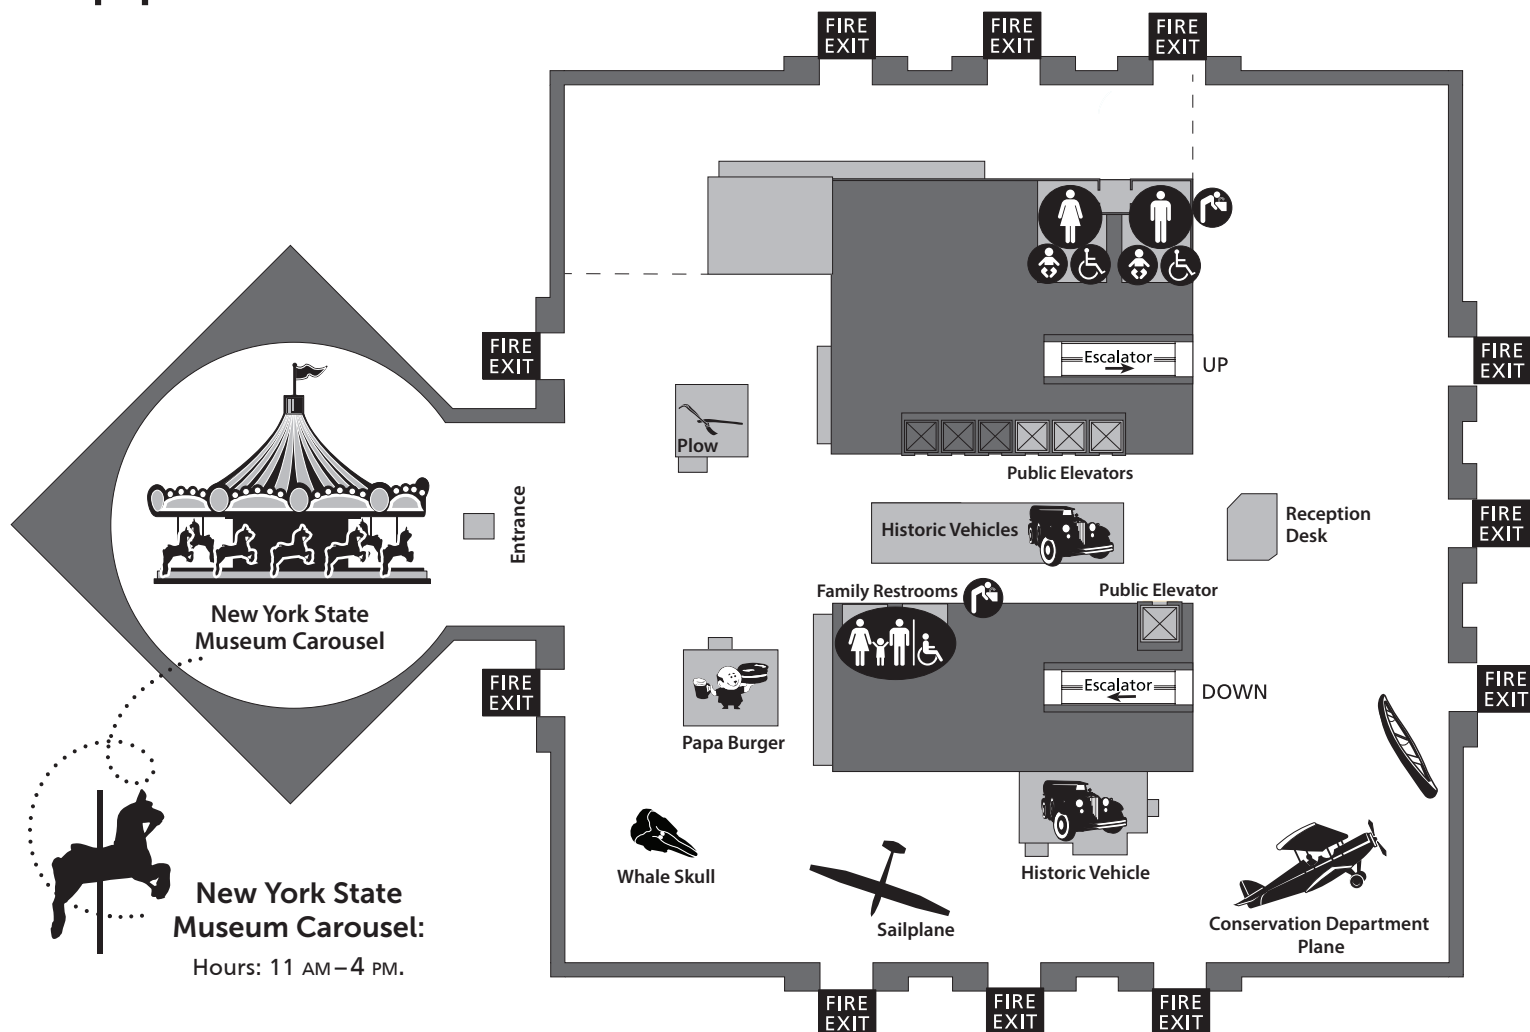 FIRE
EXIT
FIRE
EXIT
FIRE
EXIT
FIRE
EXIT
Escalator
UP
FIRE
EXIT
Plow
Public Elevators
Entrance
Historic Vehicles
Reception
Desk
FIRE
EXIT
Family Restrooms
Public Elevator
New York State
Museum Carousel
FIRE
EXIT
Escalator
DOWN
FIRE
EXIT
Papa Burger
Whale Skull
Historic Vehicle
Sailplane
Conservation Department
Plane
New York State
Museum Carousel:
Hours: 11 AM–4 PM.
FIRE
EXIT
FIRE
EXIT
FIRE
EXIT